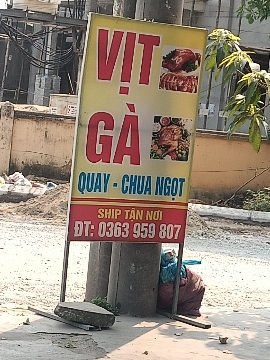 VỊT
GÀ
QUAY - CHUA NGỌT
SHIP TẬN NƠI
ĐT: 0363 959 807